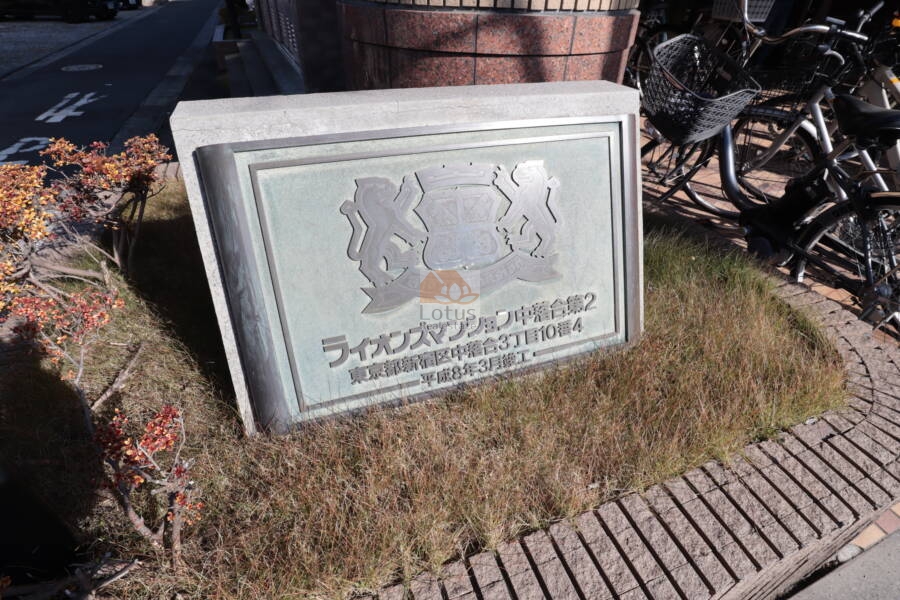 Lotus
ライオンズマンション中落合第2
東京都新宿区中落合3丁目10番4
平成8年3月竣工